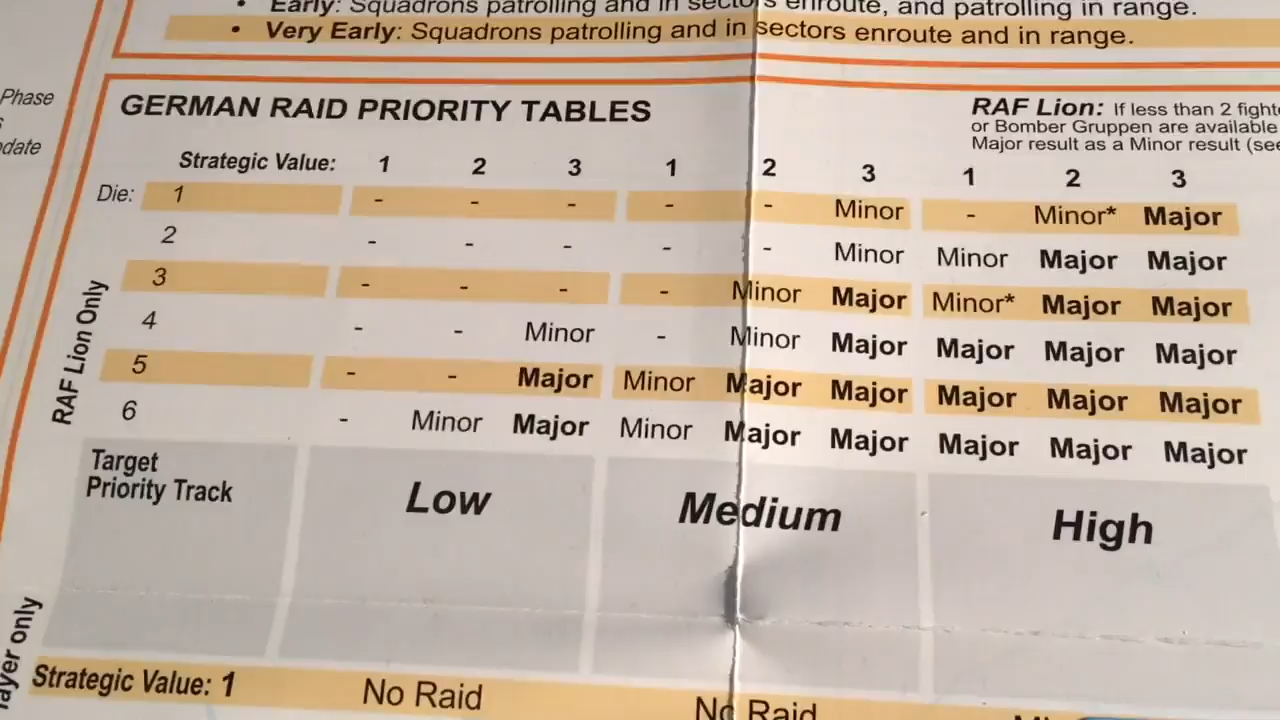 Early: Squadrons patrolling and in sectors enroute, and patrolling in range.
• Very Early: Squadrons patrolling and in sectors enroute and in range.
Phase
GERMAN RAID PRIORITY TABLES
RAF Lion: If less than 2
or Bomber Gruppen are available
Major result as a Minor result (see
Strategic Value: 1 2 3 1 2 3 1 2 3
Die: 1 - - - - - Minor - Minor* Major
2 - - - - - Minor Minor Major Major
3 - - - - Minor Major Minor* Major Major
4 - - Minor - Minor Major Major Major Major
5 - - Major Minor Major Major Major Major Major
6 - Minor Major Minor Major Major Major Major Major
RAF Lion Only
Target
Priority Track
Low Medium High
only
Strategic Value: 1 No Raid No Raid